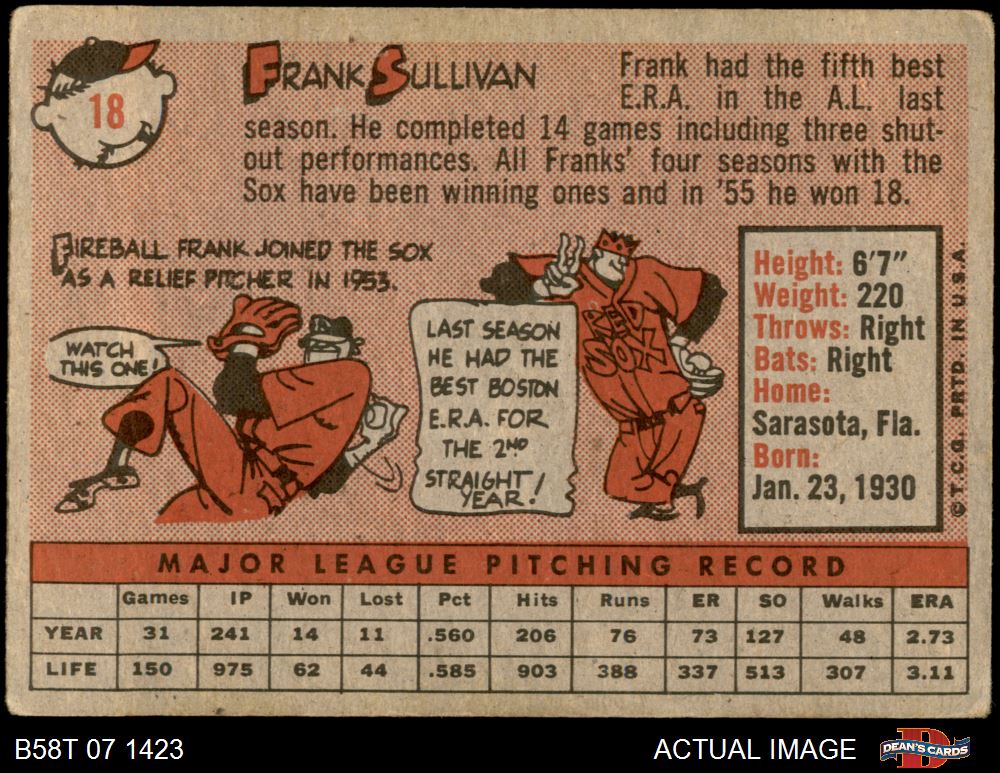 18
FRANK SULLIVAN
Frank had the fifth best
E.R.A. in the A.L. last
season. He completed 14 games including three shut-
out performances. All Franks' four seasons with the
Sox have been winning ones and in '55 he won 18.
FIREBALL FRANK JOINED THE SOX
AS A RELIEF PITCHER IN 1953.
WATCH
THIS ONE!
LAST SEASON
HE HAD THE
BEST BOSTON
E.R.A. FOR
THE 2ND
STRAIGHT
YEAR!
RED
SOX
Height: 6'7"
Weight: 220
Throws: Right
Bats: Right
Home:
Sarasota, Fla.
Born:
Jan. 23, 1930
© T.C.G. PRTD. IN U.S.A.
MAJOR LEAGUE PITCHING RECORD
Games IP Won Lost Pct Hits Runs ER SO Walks ERA
YEAR 31 241 14 11 .560 206 76 73 127 48 2.73
LIFE 150 975 62 44 .585 903 388 337 513 307 3.11
B58T 07 1423
ACTUAL IMAGE
DEAN'S CARDS